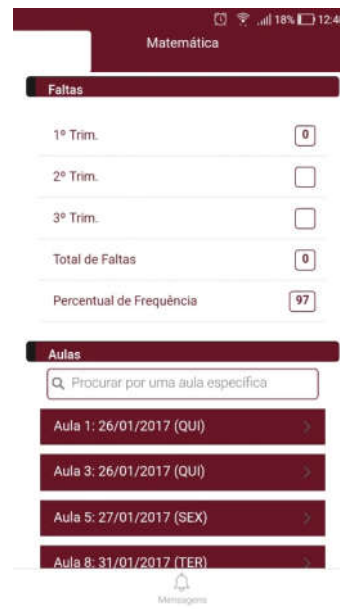 18% 12:4
Matemática
Faltas
1º Trim. 0
2º Trim.
3º Trim.
Total de Faltas 0
Percentual de Frequência 97
Aulas
Procurar por uma aula específica
Aula 1: 26/01/2017 (QUI)
Aula 3: 26/01/2017 (QUI)
Aula 5: 27/01/2017 (SEX)
Aula 8: 31/01/2017 (TER)
Mensagens